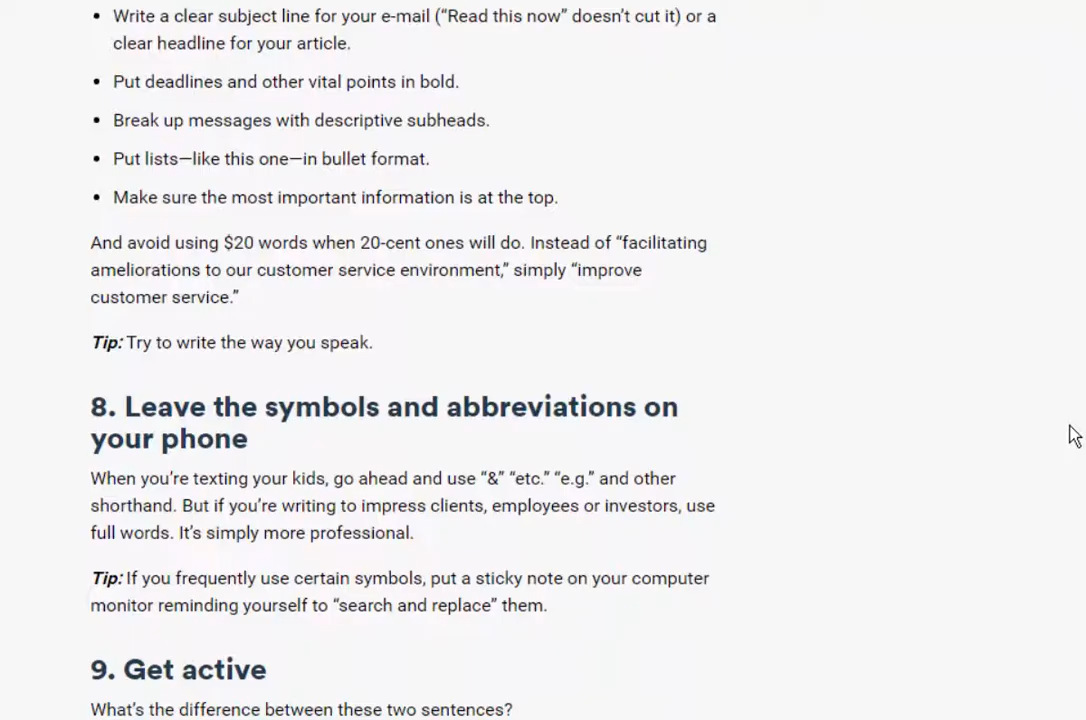 • Write a clear subject line for your e-mail (“Read this now” doesn’t cut it) or a
clear headline for your article.
• Put deadlines and other vital points in bold.
• Break up messages with descriptive subheads.
• Put lists—like this one—in bullet format.
• Make sure the most important information is at the top.
And avoid using $20 words when 20-cent ones will do. Instead of “facilitating
ameliorations to our customer service environment,” simply “improve
customer service.”
Tip: Try to write the way you speak.
8. Leave the symbols and abbreviations on
your phone
When you’re texting your kids, go ahead and use “&” “etc.” “e.g.” and other
shorthand. But if you’re writing to impress clients, employees or investors, use
full words. It’s simply more professional.
Tip: If you frequently use certain symbols, put a sticky note on your computer
monitor reminding yourself to “search and replace” them.
9. Get active
What’s the difference between these two sentences?